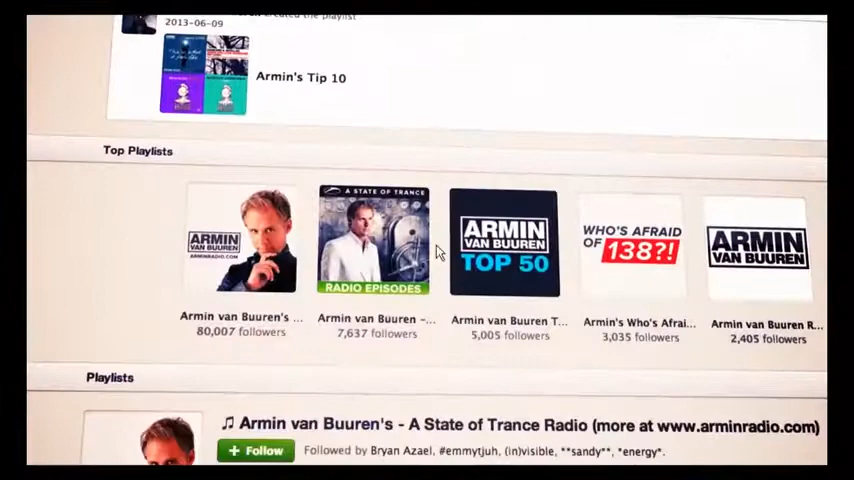 created the playlist
2013-06-09
Armin's Tip 10
Top Playlists
ARMIN
VAN BUUREN
ARMINRADIO.COM
A STATE OF TRANCE
RADIO EPISODES
ARMIN
VAN BUUREN
TOP 50
WHO'S AFRAID
OF 138?!
ARMIN
VAN BUUREN
Armin van Buuren's ...
80,007 followers
Armin van Buuren -...
7,637 followers
Armin van Buuren T...
5,005 followers
Armin's Who's Afrai...
3,035 followers
Armin van Buuren R...
2,405 followers
Playlists
Armin van Buuren's - A State of Trance Radio (more at www.arminradio.com)
+ Follow
Followed by Bryan Azael, #emmytjuh, (in)visible, **sandy**, *energy*.